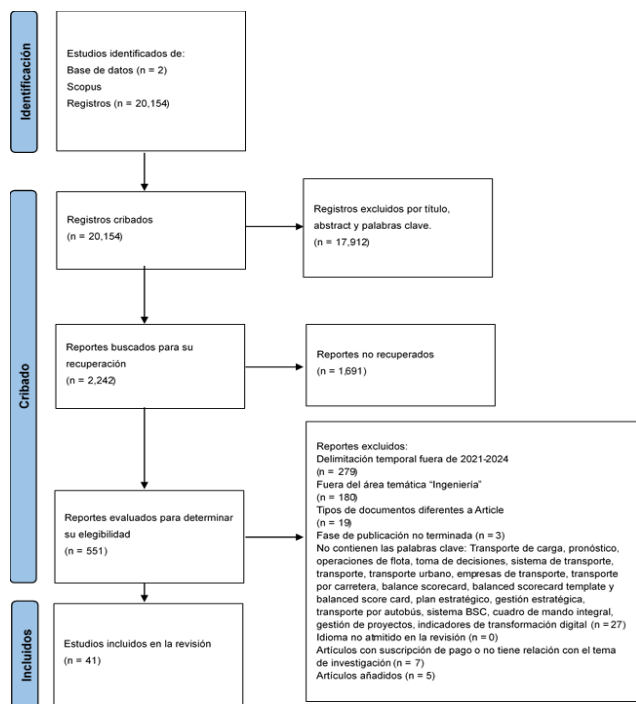 Identificación
Estudios identificados de:
Base de datos (n = 2)
Scopus
Registros (n = 20,154)
Cribado
Registros cribados
(n = 20,154)
Registros excluidos por título,
abstract y palabras clave.
(n = 17,912)
Reportes buscados para su
recuperación
(n = 2,242)
Reportes no recuperados
(n = 1,691)
Reportes evaluados para determinar
su elegibilidad
(n = 551)
Reportes excluidos:
Delimitación temporal fuera de 2021-2024
(n = 279)
Fuera del área temática "Ingeniería"
(n = 180)
Tipos de documentos diferentes a Article
(n = 19)
Fase de publicación no terminada (n = 3)
No contienen las palabras clave: Transporte de carga, pronóstico,
operaciones de flota, toma de decisiones, sistema de transporte,
transporte, transporte urbano, empresas de transporte, transporte
por carretera, balance scorecard, balanced scorecard template y
balanced score card, plan estratégico, gestión estratégica,
transporte por autobús, sistema BSC, cuadro de mando integral,
gestión de proyectos, indicadores de transformación digital (n = 27)
Idioma no admitido en la revisión (n = 0)
Artículos con suscripción de pago o no tiene relación con el tema
de investigación (n = 7)
Artículos añadidos (n = 5)
Incluidos
Estudios incluidos en la revisión
(n = 41)